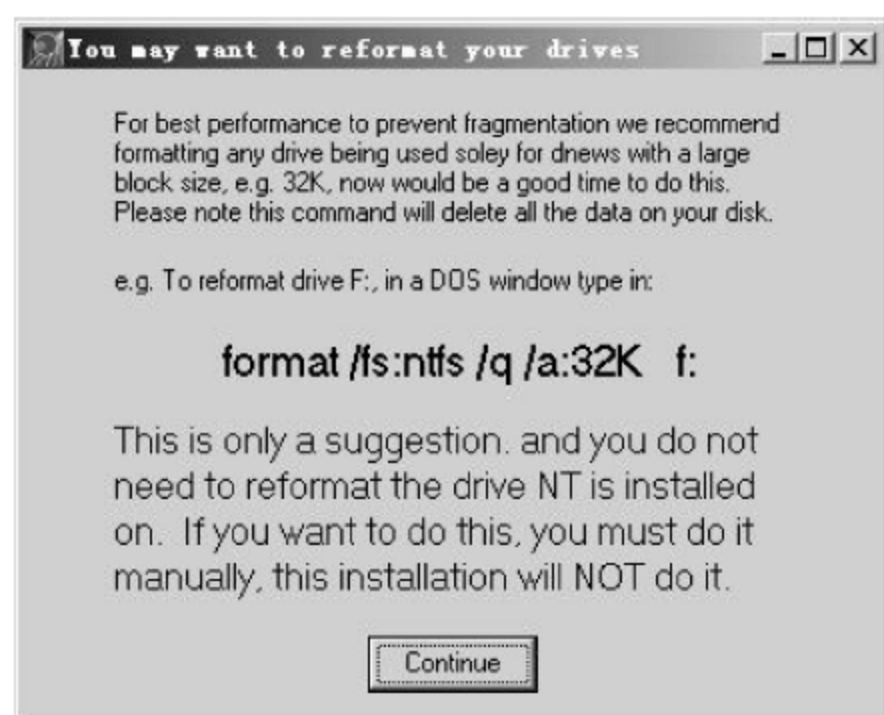 You may want to reformat your drives
For best performance to prevent fragmentation we recommend
formatting any drive being used soley for dnews with a large
block size, e.g. 32K, now would be a good time to do this.
Please note this command will delete all the data on your disk.
e.g. To reformat drive F:, in a DOS window type in:
format /fs:ntfs /q /a:32K f:
This is only a suggestion. and you do not
need to reformat the drive NT is installed
on. If you want to do this, you must do it
manually, this installation will NOT do it.
Continue